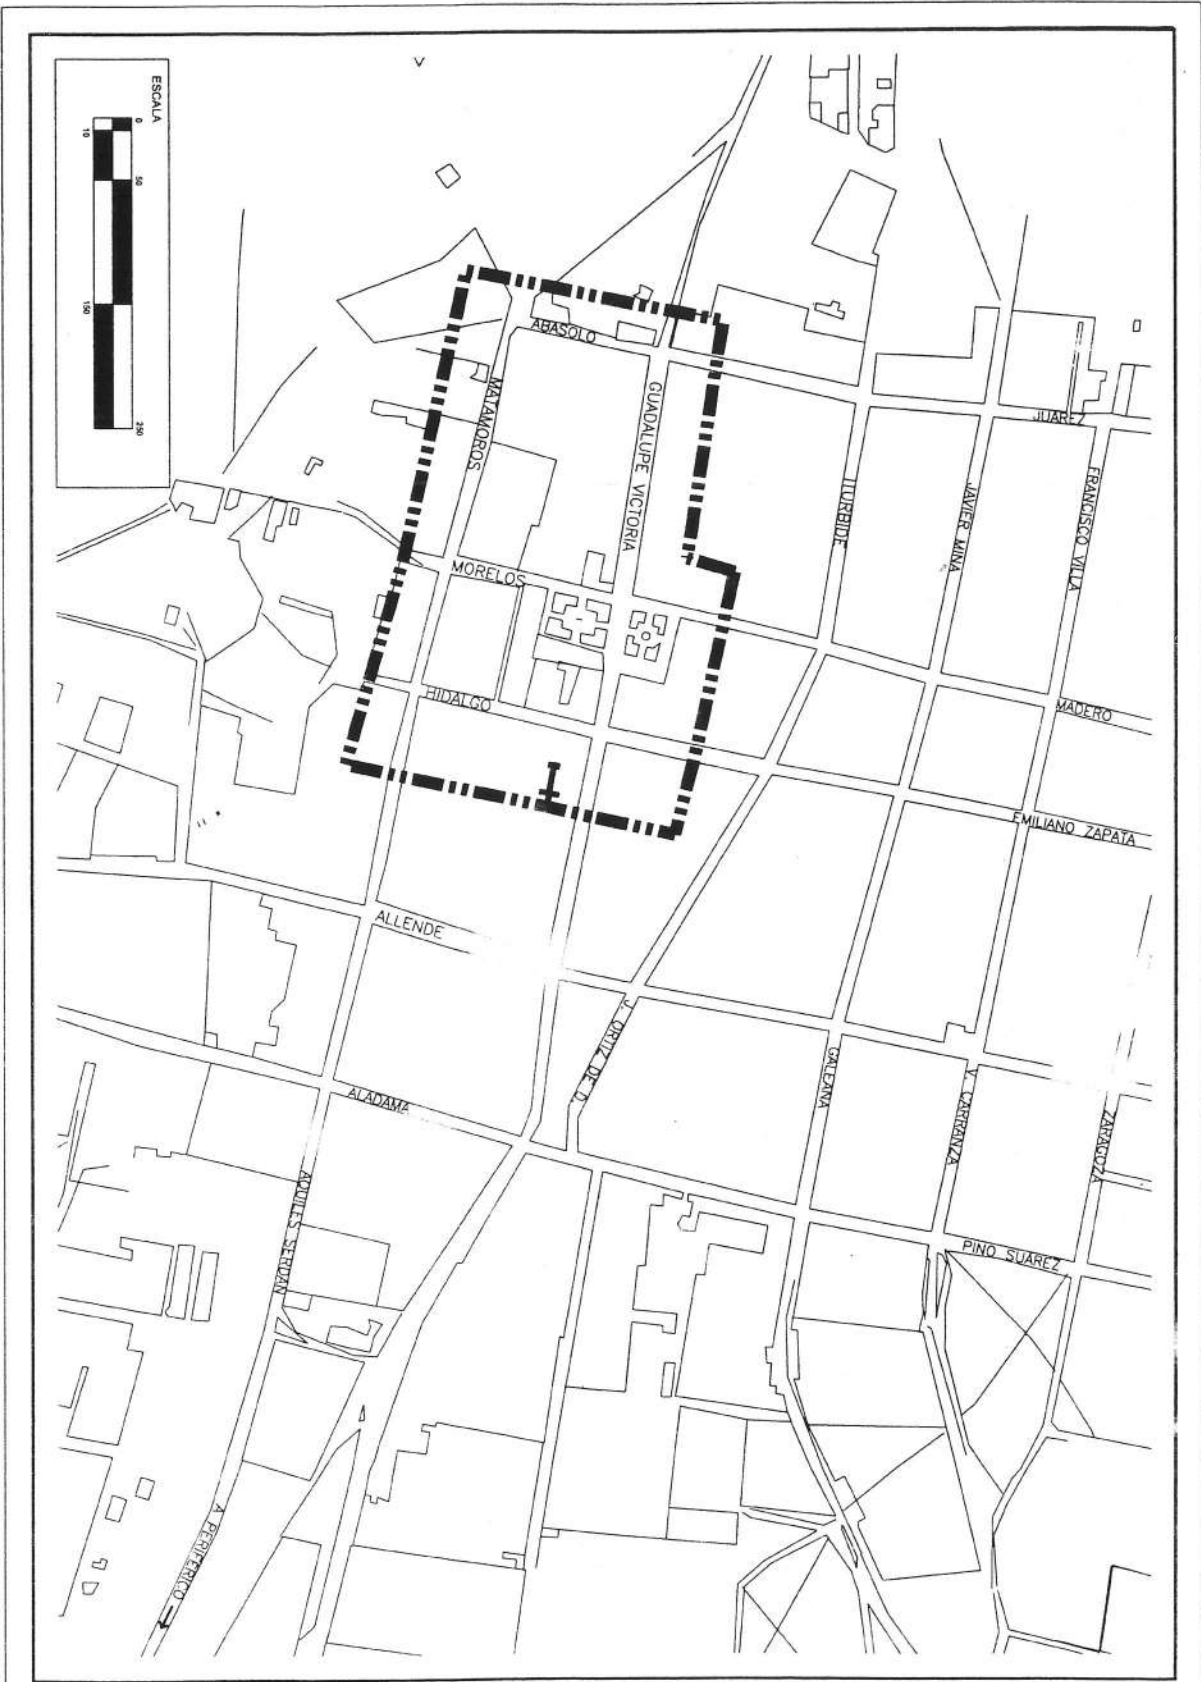 ESCALA
0
10
50
150
250
ABASOLO
MATAMOROS
GUADALUPE VICTORIA
JUAREZ
ITURBIDE
JAVIER MINA
FRANCISCO VILLA
MORELOS
HIDALGO
MADERO
EMILIANO ZAPATA
ALLENDE
J. ORTIZ DE D.
GALEANA
V. CARRANZA
ZARAGOZA
ALADAMA
AQUILES SERDAN
PINO SUAREZ
A PERIFERICO